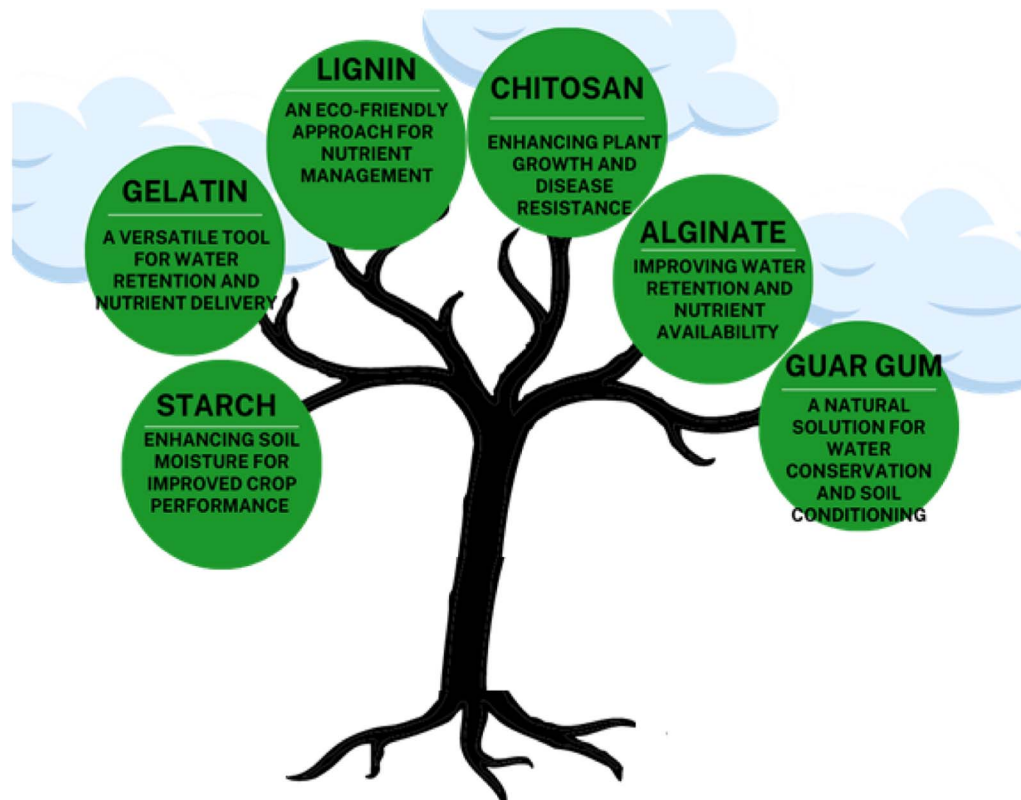 LIGNIN
AN ECO-FRIENDLY
APPROACH FOR
NUTRIENT
MANAGEMENT
CHITOSAN
ENHANCING PLANT
GROWTH AND
DISEASE
RESISTANCE
GELATIN
A VERSATILE TOOL
FOR WATER
RETENTION AND
NUTRIENT DELIVERY
ALGINATE
IMPROVING WATER
RETENTION AND
NUTRIENT
AVAILABILITY
STARCH
ENHANCING SOIL
MOISTURE FOR
IMPROVED CROP
PERFORMANCE
GUAR GUM
A NATURAL
SOLUTION FOR
WATER
CONSERVATION
AND SOIL
CONDITIONING